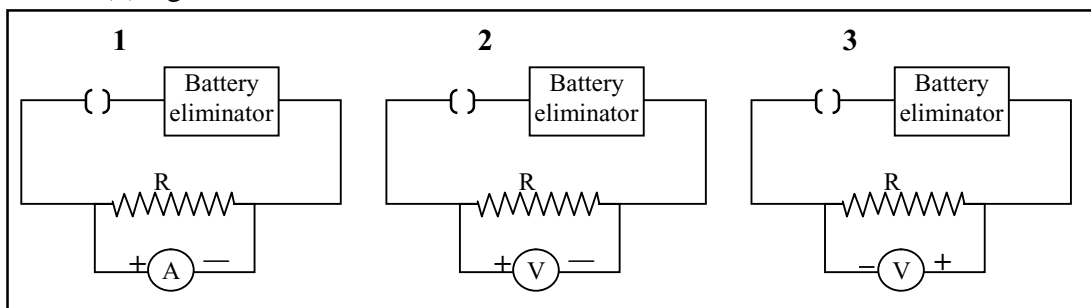 1
Battery
eliminator
R
+ A —
2
Battery
eliminator
R
+ V —
3
Battery
eliminator
R
− V +